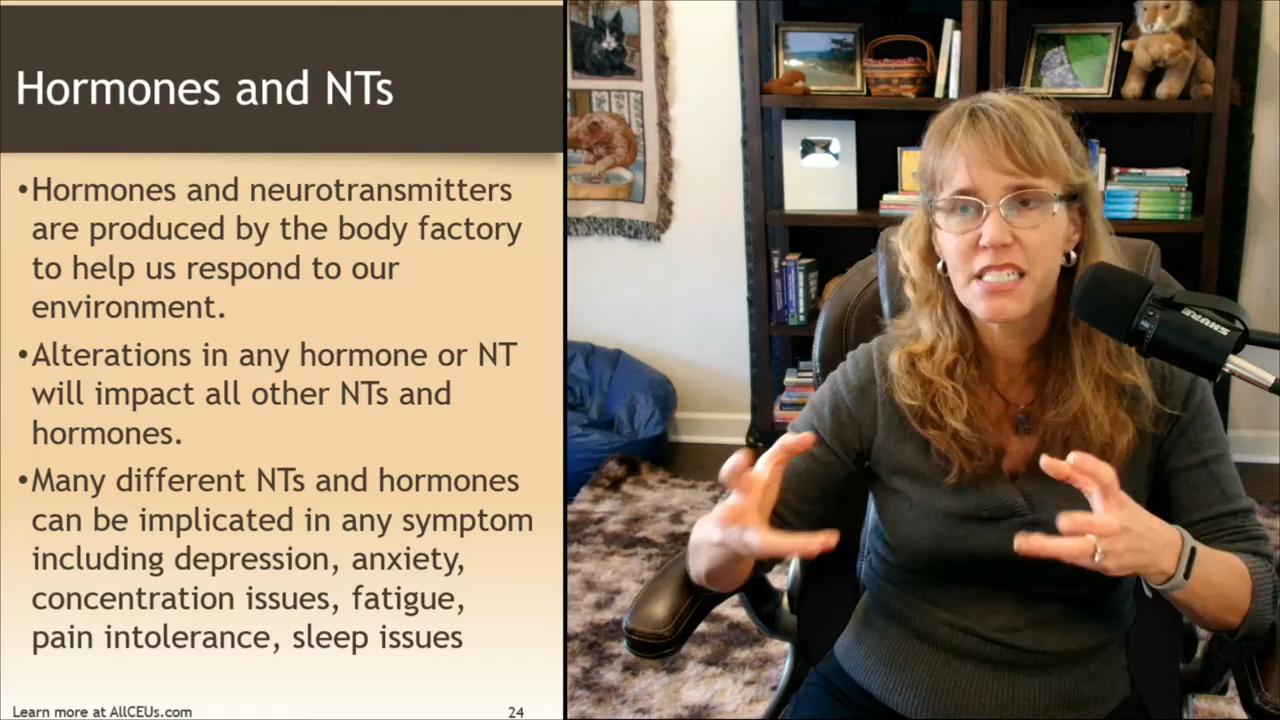 Hormones and NTs
•Hormones and neurotransmitters
are produced by the body factory
to help us respond to our
environment.
•Alterations in any hormone or NT
will impact all other NTs and
hormones.
•Many different NTs and hormones
can be implicated in any symptom
including depression, anxiety,
concentration issues, fatigue,
pain intolerance, sleep issues
Learn more at AllCEUs.com
24
SHURE